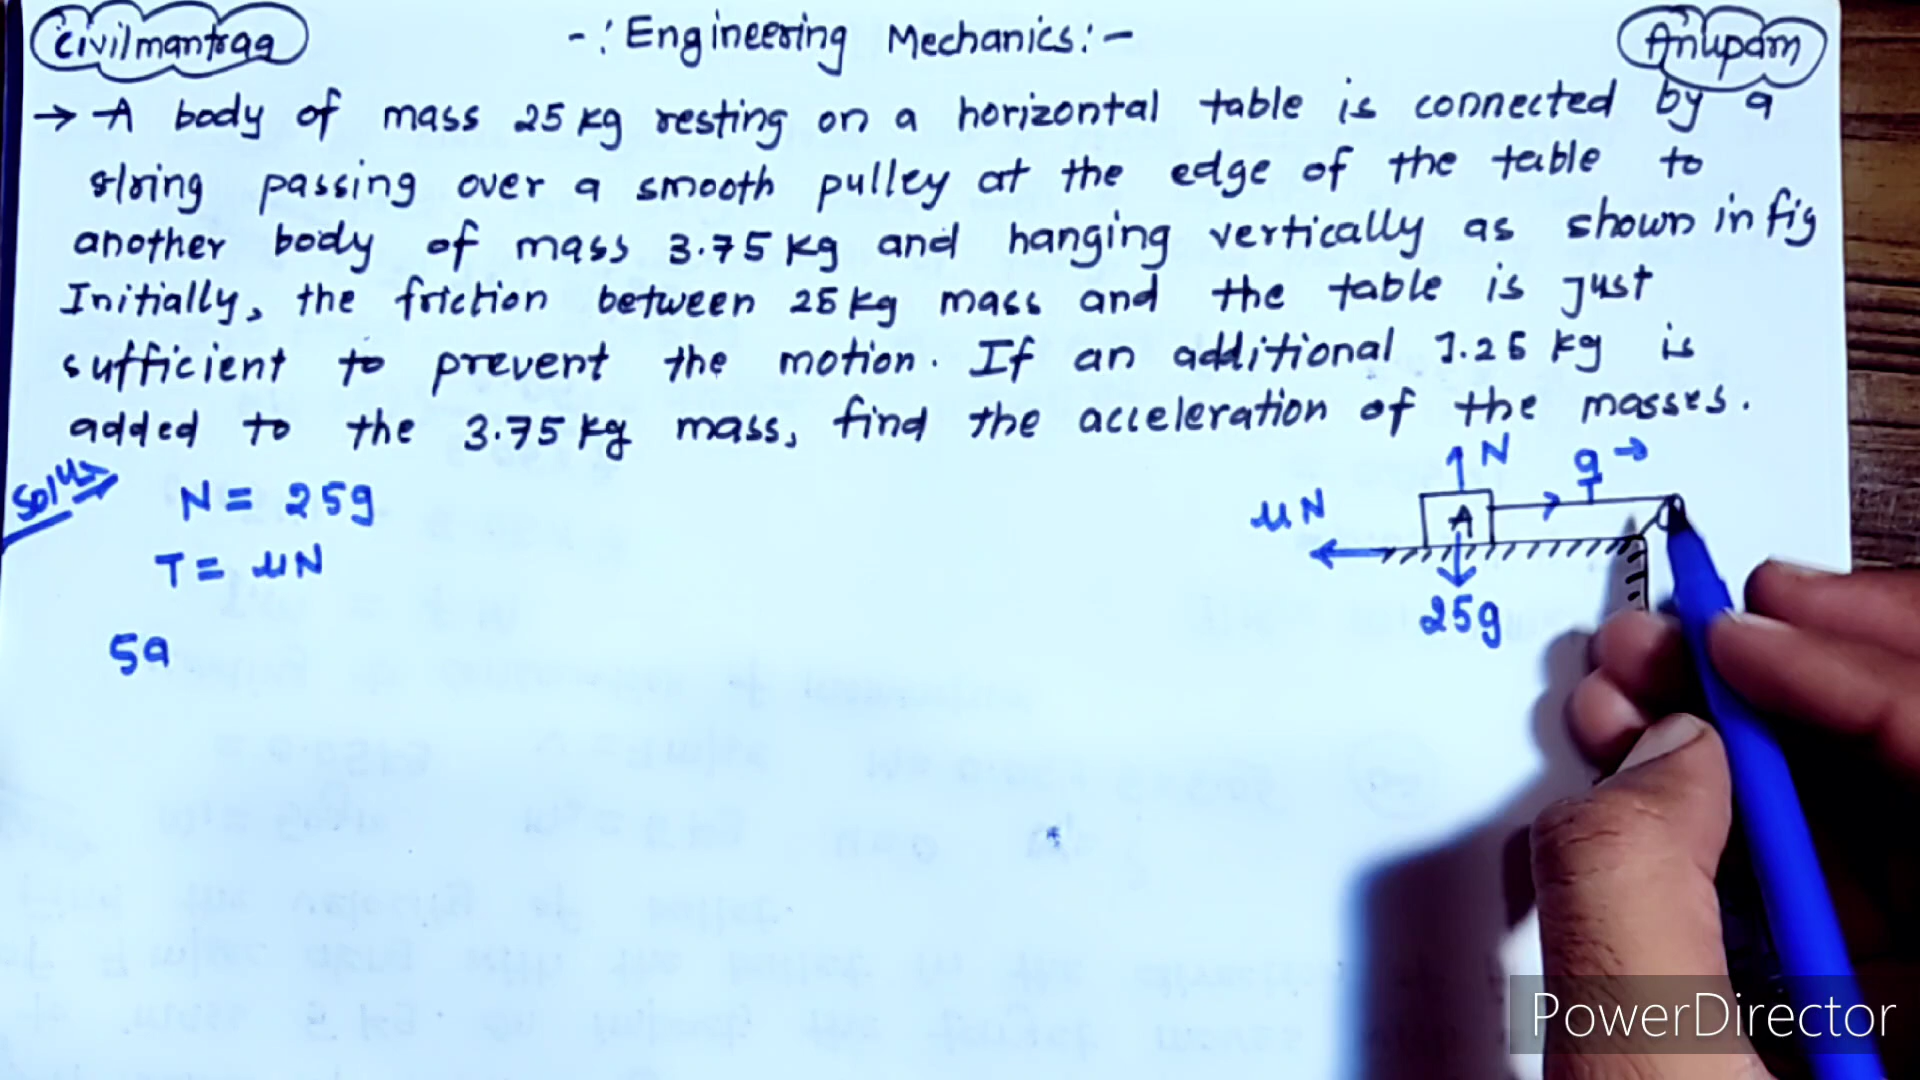 Civilmantraa
-: Engineering Mechanics:-
Anupam
→ A body of mass 25 kg resting on a horizontal table is connected by a
string passing over a smooth pulley at the edge of the table to
another body of mass 3.75 kg and hanging vertically as shown in fig
Initially, the friction between 25 kg mass and the table is just
sufficient to prevent the motion. If an additional 1.25 kg is
added to the 3.75 kg mass, find the acceleration of the masses.
N = 25g
T = μN
5a
N
a →
μN
A
T
25g
PowerDirector